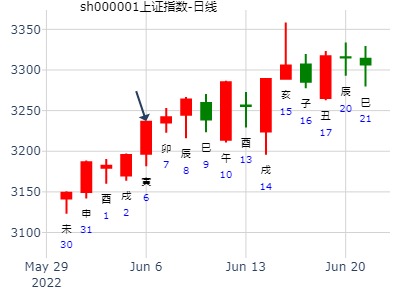 sh000001上证指数-日线
3350
3300
3250
3200
3150
3100
未
30
申
31
酉
1
戌
2
寅
6
卯
7
辰
8
巳
9
午
10
酉
13
戌
14
亥
15
子
16
丑
17
辰
20
巳
21
May 29
2022
Jun 6
Jun 13
Jun 20